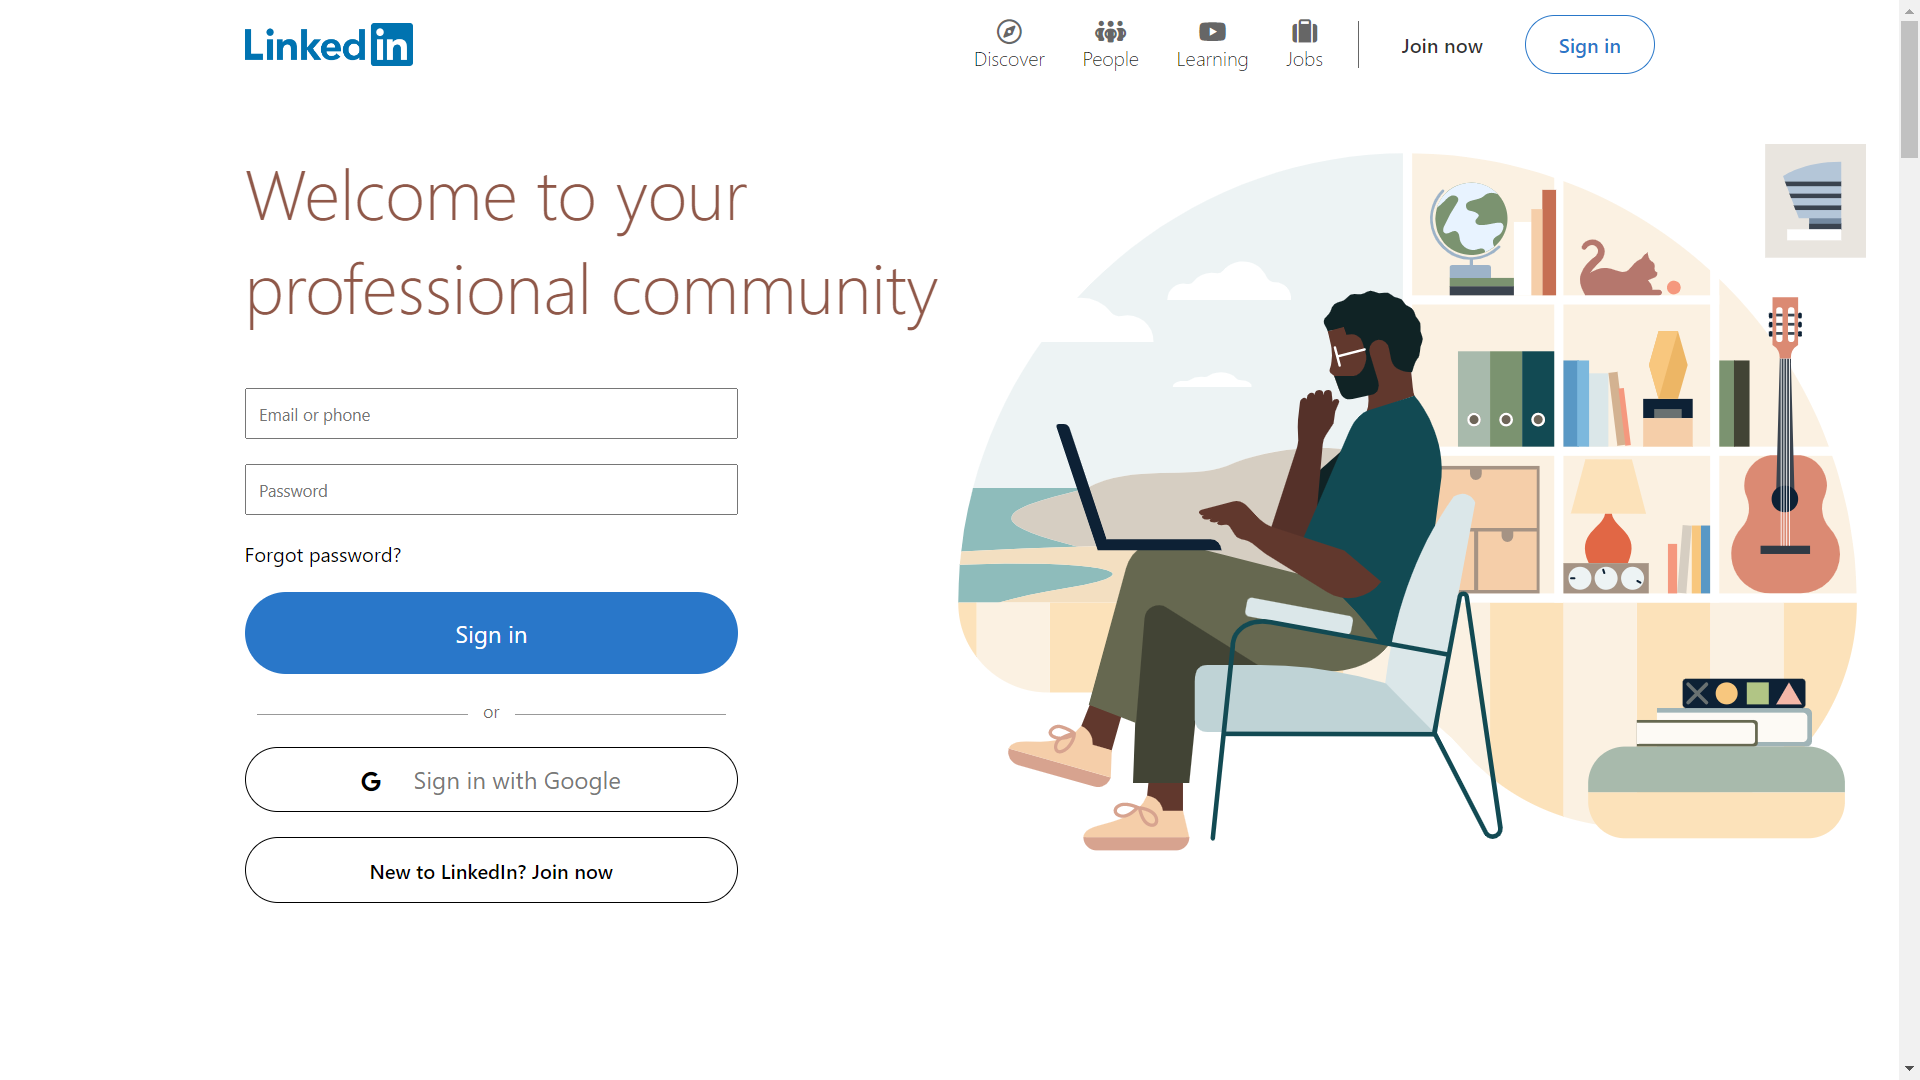 LinkedIn
Discover
People
Learning
Jobs
Join now
Sign in
Welcome to your
professional community
Email or phone
Password
Forgot password?
Sign in
or
G Sign in with Google
New to LinkedIn? Join now